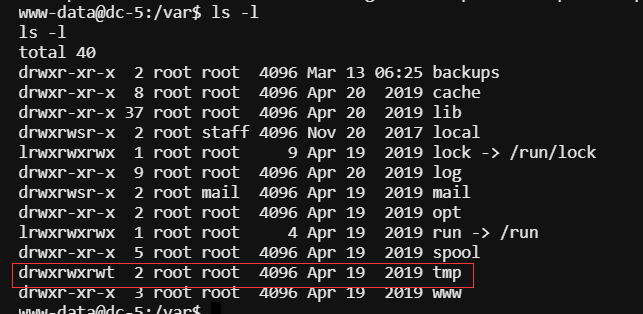 www-data@dc-5:/var$ ls -l
ls -l
total 40
drwxr-xr-x  2 root root  4096 Mar 13 06:25 backups
drwxr-xr-x  8 root root  4096 Apr 20  2019 cache
drwxr-xr-x 37 root root  4096 Apr 20  2019 lib
drwxrwsr-x  2 root staff 4096 Nov 20  2017 local
lrwxrwxrwx  1 root root     9 Apr 19  2019 lock -> /run/lock
drwxr-xr-x  9 root root  4096 Apr 20  2019 log
drwxrwsr-x  2 root mail  4096 Apr 19  2019 mail
drwxr-xr-x  2 root root  4096 Apr 19  2019 opt
lrwxrwxrwx  1 root root     4 Apr 19  2019 run -> /run
drwxr-xr-x  5 root root  4096 Apr 19  2019 spool
drwxrwxrwt  2 root root  4096 Apr 19  2019 tmp
drwxr-xr-x  3 root root  4096 Apr 19  2019 www
www-data@dc-5:/var$